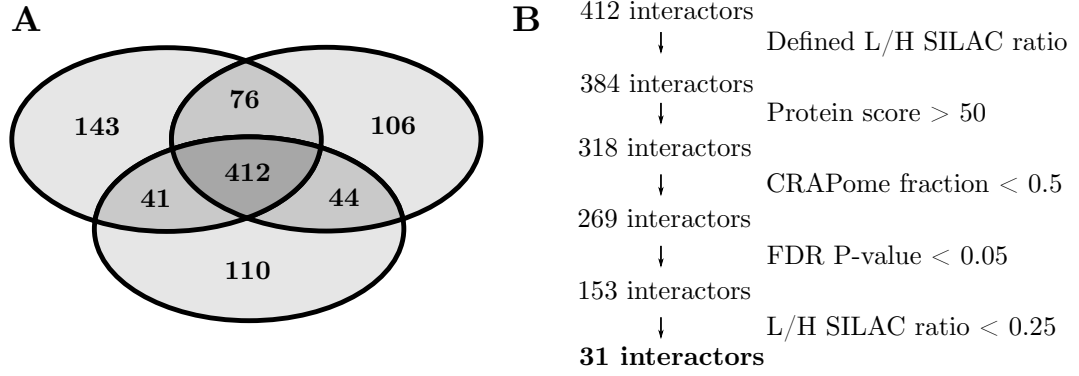 A
143
76
106
412
41
44
110
B
412 interactors
Defined L/H SILAC ratio
384 interactors
Protein score > 50
318 interactors
CRAPome fraction < 0.5
269 interactors
FDR P-value < 0.05
153 interactors
L/H SILAC ratio < 0.25
31 interactors